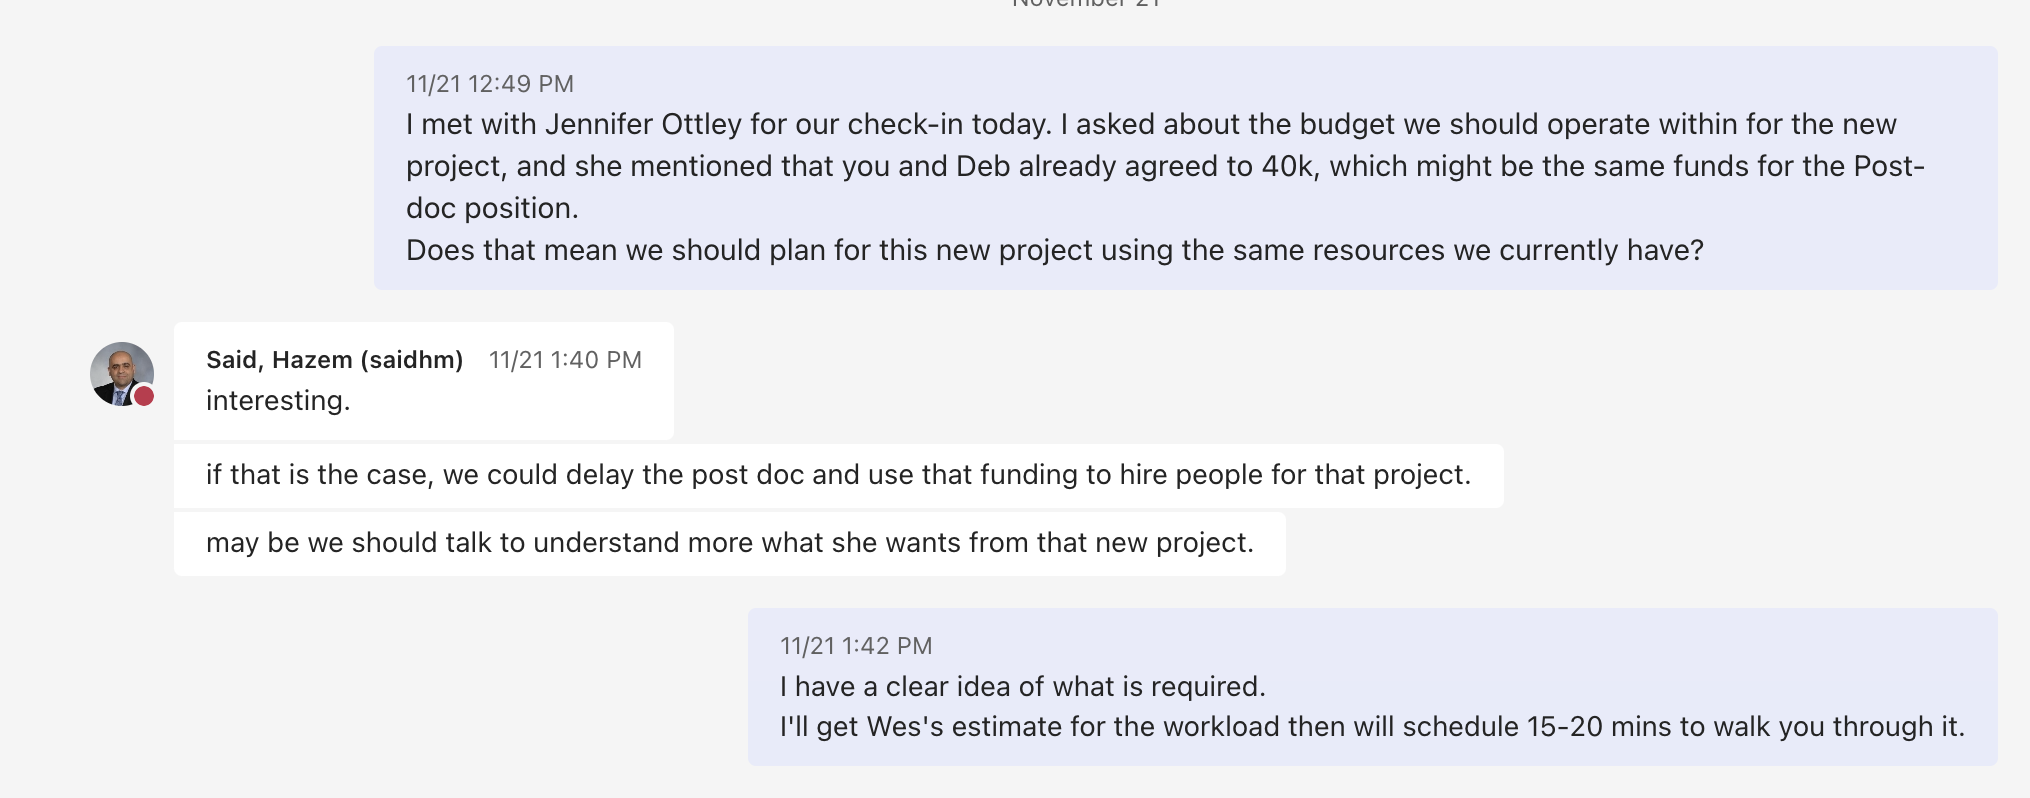 November 21
11/21 12:49 PM
I met with Jennifer Ottley for our check-in today. I asked about the budget we should operate within for the new
project, and she mentioned that you and Deb already agreed to 40k, which might be the same funds for the Post-
doc position.
Does that mean we should plan for this new project using the same resources we currently have?
Said, Hazem (saidhm) 11/21 1:40 PM
interesting.
if that is the case, we could delay the post doc and use that funding to hire people for that project.
may be we should talk to understand more what she wants from that new project.
11/21 1:42 PM
I have a clear idea of what is required.
I'll get Wes's estimate for the workload then will schedule 15-20 mins to walk you through it.